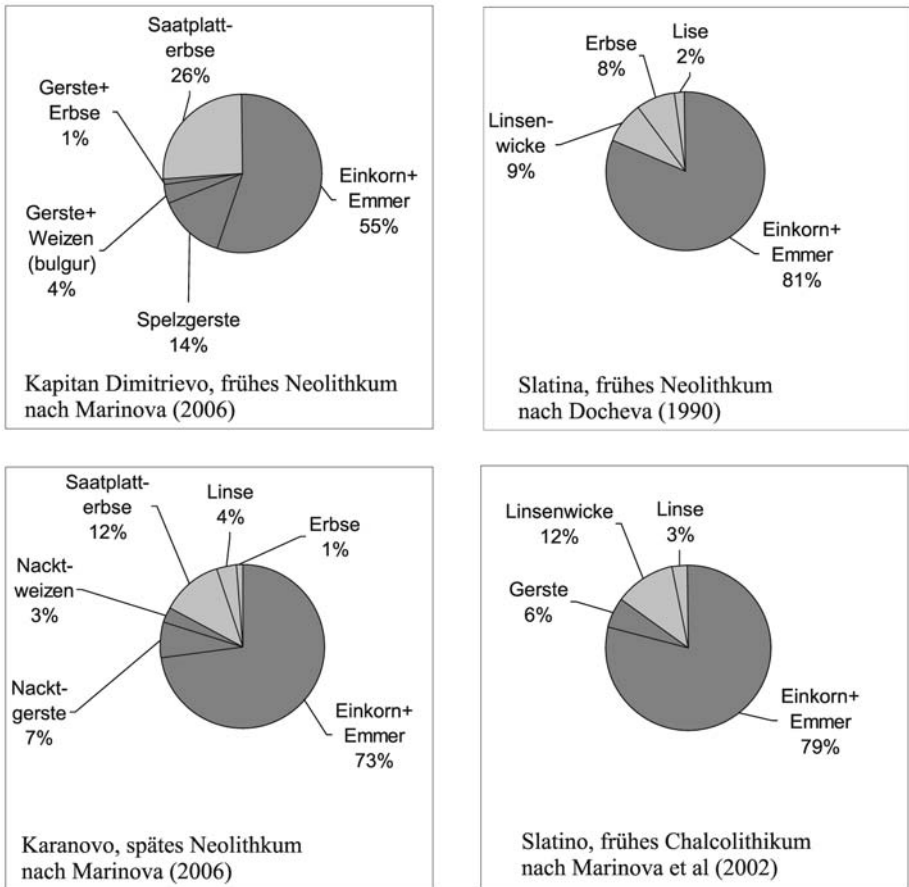 Saatplatt-
erbse
26%
Gerste+
Erbse
1%
Gerste+
Weizen
(bulgur)
4%
Spelzgerste
14%
Einkorn+
Emmer
55%
Kapitan Dimitrievo, frühes Neolithkum
nach Marinova (2006)
Lise
2%
Erbse
8%
Linsen-
wicke
9%
Einkorn+
Emmer
81%
Slatina, frühes Neolithkum
nach Docheva (1990)
Saatplatt-
erbse
12%
Linse
4%
Erbse
1%
Nackt-
weizen
3%
Nackt-
gerste
7%
Einkorn+
Emmer
73%
Karanovo, spätes Neolithkum
nach Marinova (2006)
Linsenwicke
12%
Linse
3%
Gerste
6%
Einkorn+
Emmer
79%
Slatino, frühes Chalcolithikum
nach Marinova et al (2002)